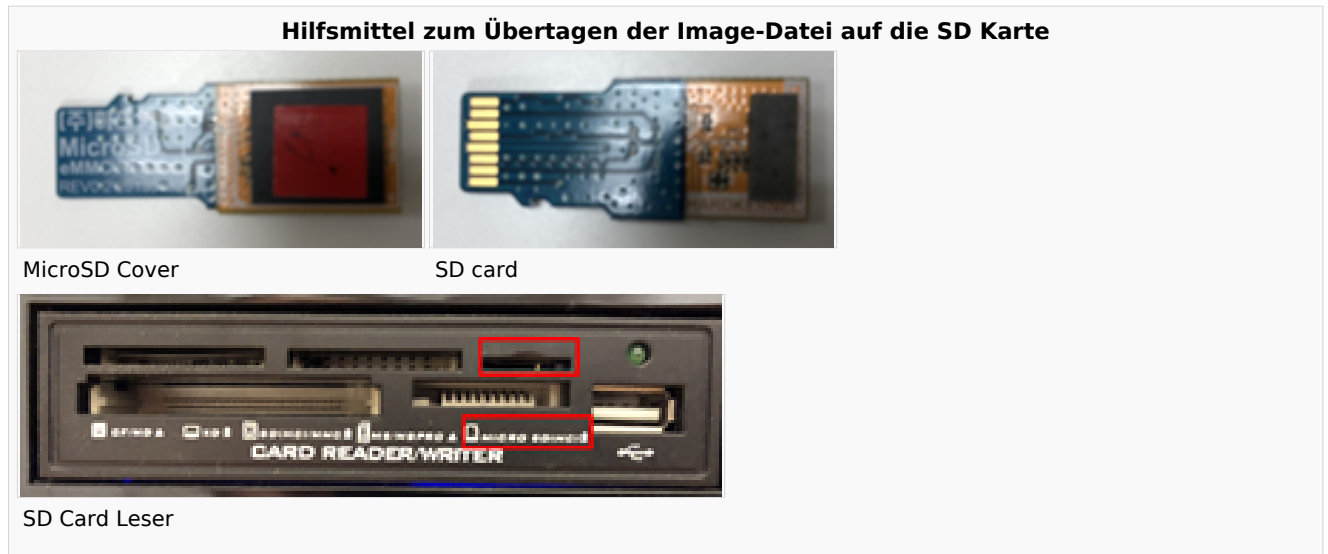 Hilfsmittel zum Übertagen der Image-Datei auf die SD Karte
MicroSD
eMMC
HARDKERNEL
MicroSD Cover
SD card
CARD READER/WRITER
SD Card Leser